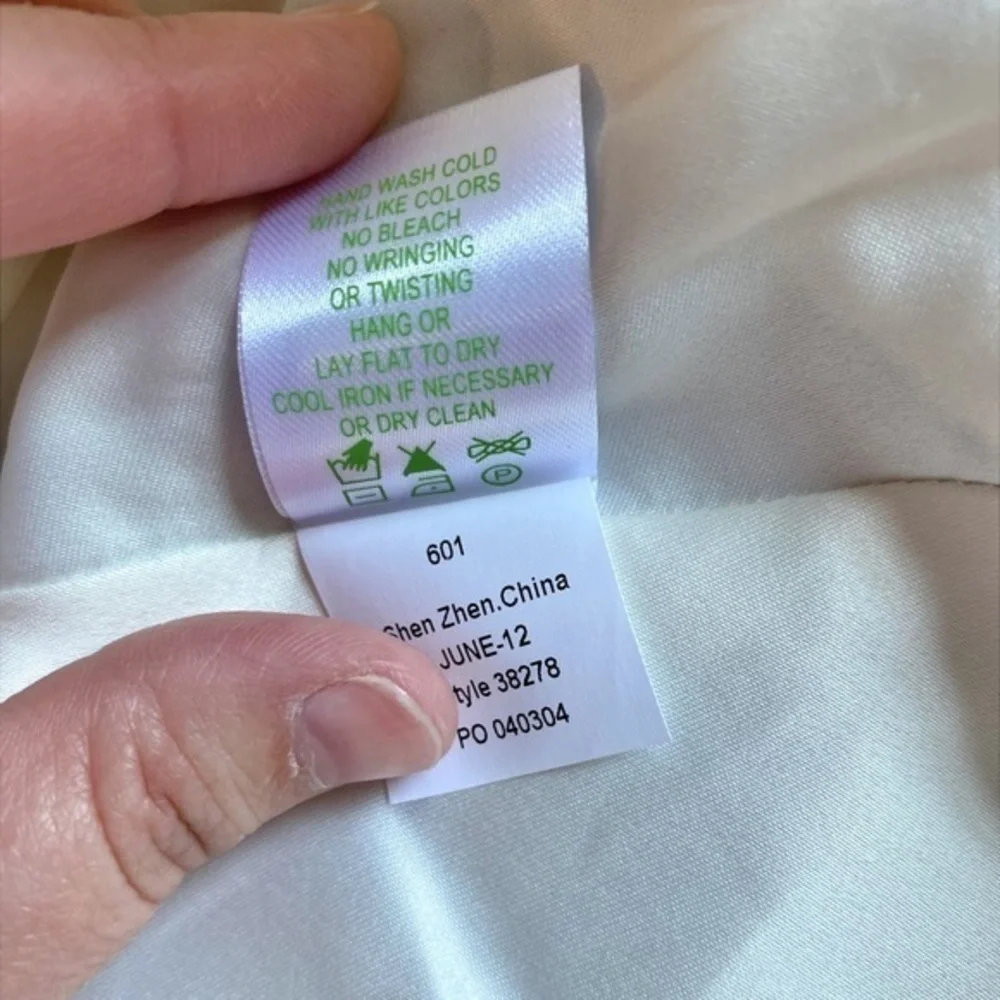 HAND WASH COLD
WITH LIKE COLORS
NO BLEACH
NO WRINGING
OR TWISTING
HANG OR
LAY FLAT TO DRY
COOL IRON IF NECESSARY
OR DRY CLEAN
P
601
Shen Zhen.China
JUNE-12
tyle 38278
PO 040304